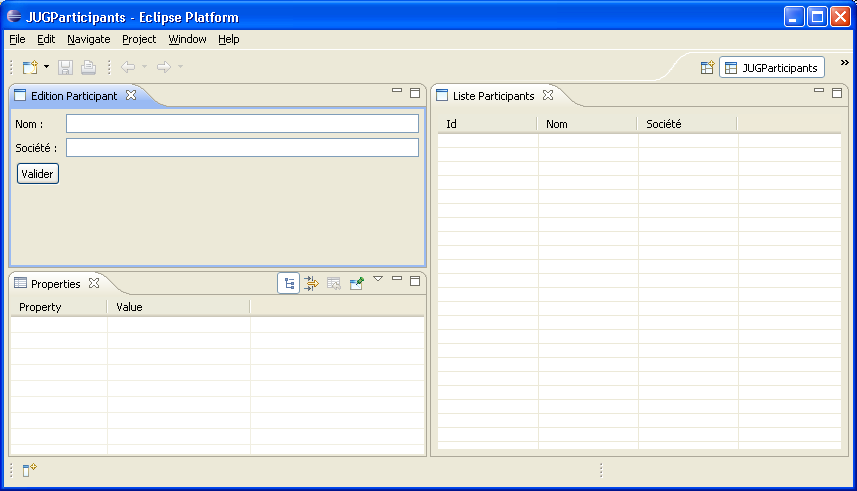 JUGParticipants - Eclipse Platform
File Edit Navigate Project Window Help
JUGParticipants
Edition Participant
Nom :
Société :
Valider
Properties
Property Value
Liste Participants
Id Nom Société